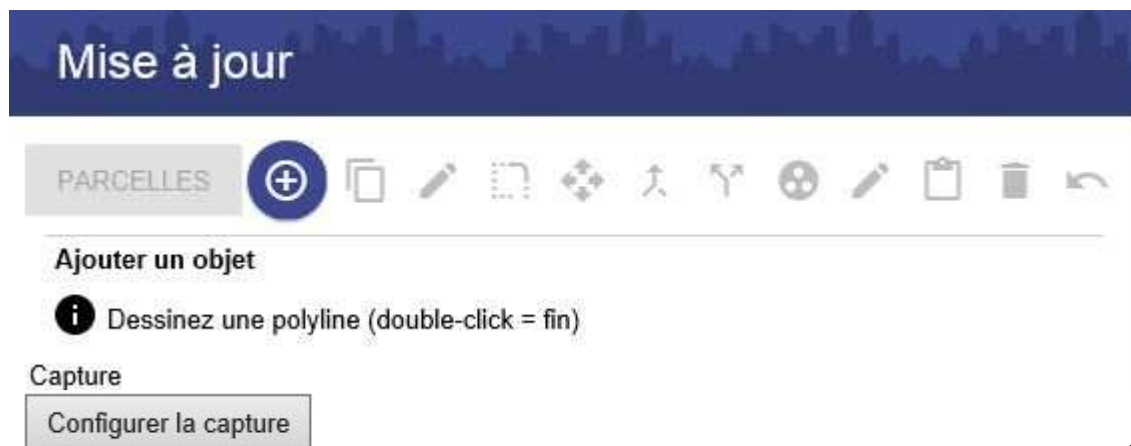 Mise à jour
PARCELLES
Ajouter un objet
Dessinez une polyline (double-click = fin)
Capture
Configurer la capture